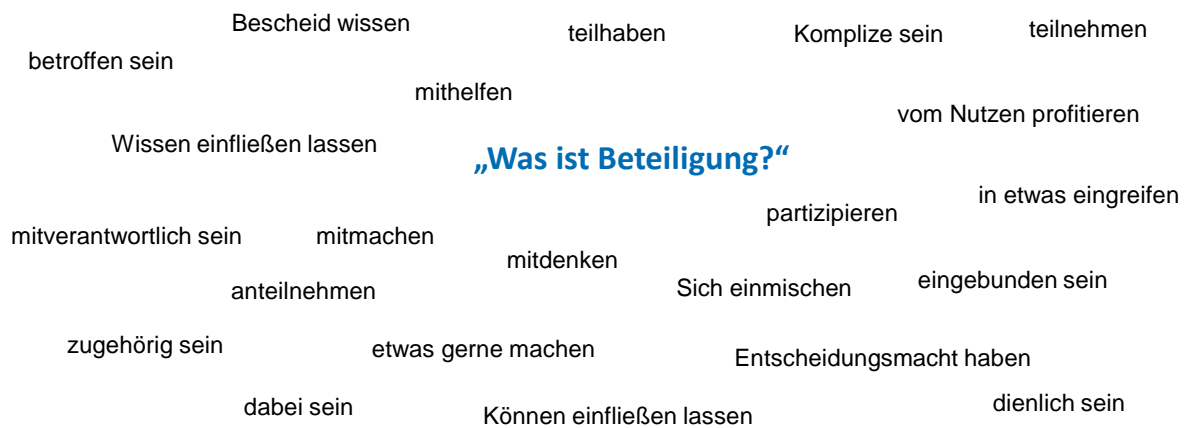 Bescheid wissen
teilhaben
Komplize sein
teilnehmen
betroffen sein
mithelfen
vom Nutzen profitieren
Wissen einfließen lassen
„Was ist Beteiligung?“
in etwas eingreifen
partizipieren
mitverantwortlich sein
mitmachen
mitdenken
anteilnehmen
Sich einmischen
eingebunden sein
zugehörig sein
etwas gerne machen
Entscheidungsmacht haben
dabei sein
Können einfließen lassen
dienlich sein